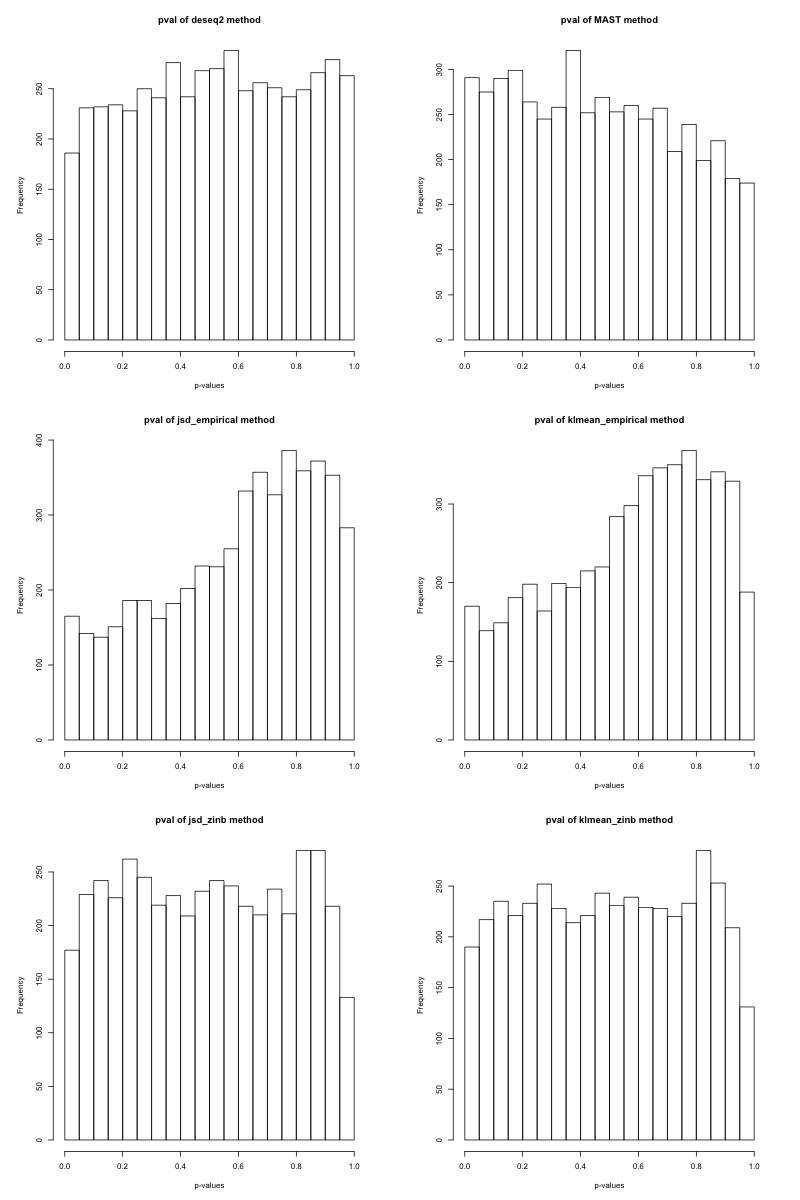 pval of deseq2 method
Frequency
0 50 100 150 200 250
0.0 0.2 0.4 0.6 0.8 1.0
p-values
pval of MAST method
Frequency
0 50 100 150 200 250 300
0.0 0.2 0.4 0.6 0.8 1.0
p-values
pval of jsd_empirical method
Frequency
0 100 200 300 400
0.0 0.2 0.4 0.6 0.8 1.0
p-values
pval of klmean_empirical method
Frequency
0 100 200 300
0.0 0.2 0.4 0.6 0.8 1.0
p-values
pval of jsd_zinb method
Frequency
0 50 100 150 200 250
0.0 0.2 0.4 0.6 0.8 1.0
p-values
pval of klmean_zinb method
Frequency
0 50 100 150 200 250
0.0 0.2 0.4 0.6 0.8 1.0
p-values